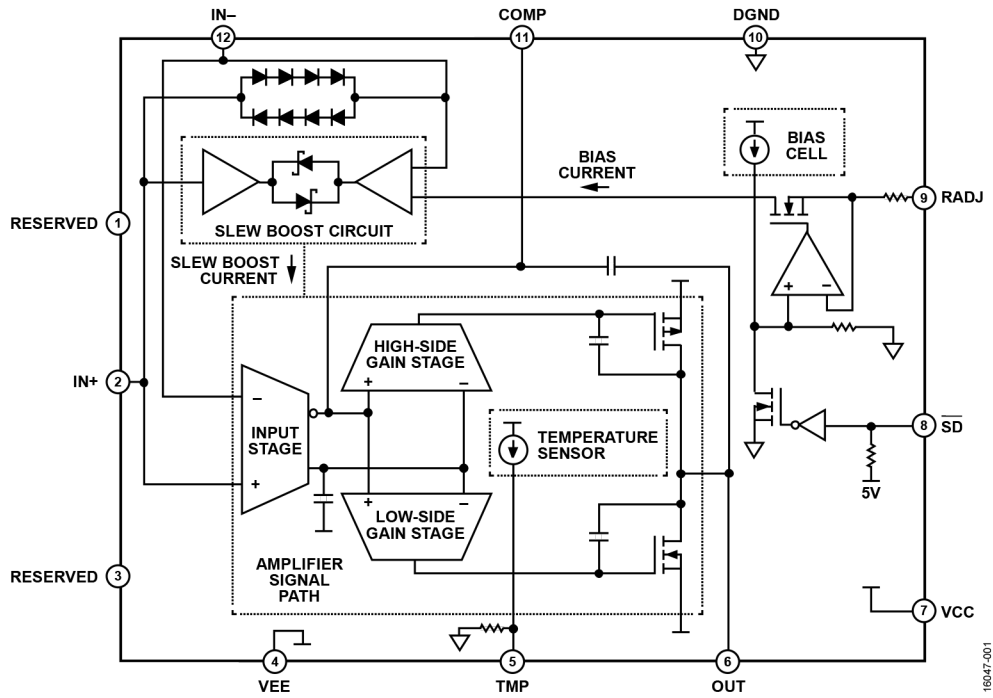 IN–
COMP
DGND
12
11
10
BIAS
CELL
BIAS
CURRENT
9
RADJ
RESERVED
1
SLEW BOOST CIRCUIT
SLEW BOOST
CURRENT
+
–
HIGH-SIDE
GAIN STAGE
+
–
IN+
2
–
INPUT
STAGE
+
TEMPERATURE
SENSOR
8
SD
5V
+
–
LOW-SIDE
GAIN STAGE
AMPLIFIER
SIGNAL
PATH
RESERVED
3
7
VCC
4
5
6
VEE
TMP
OUT
16047-001